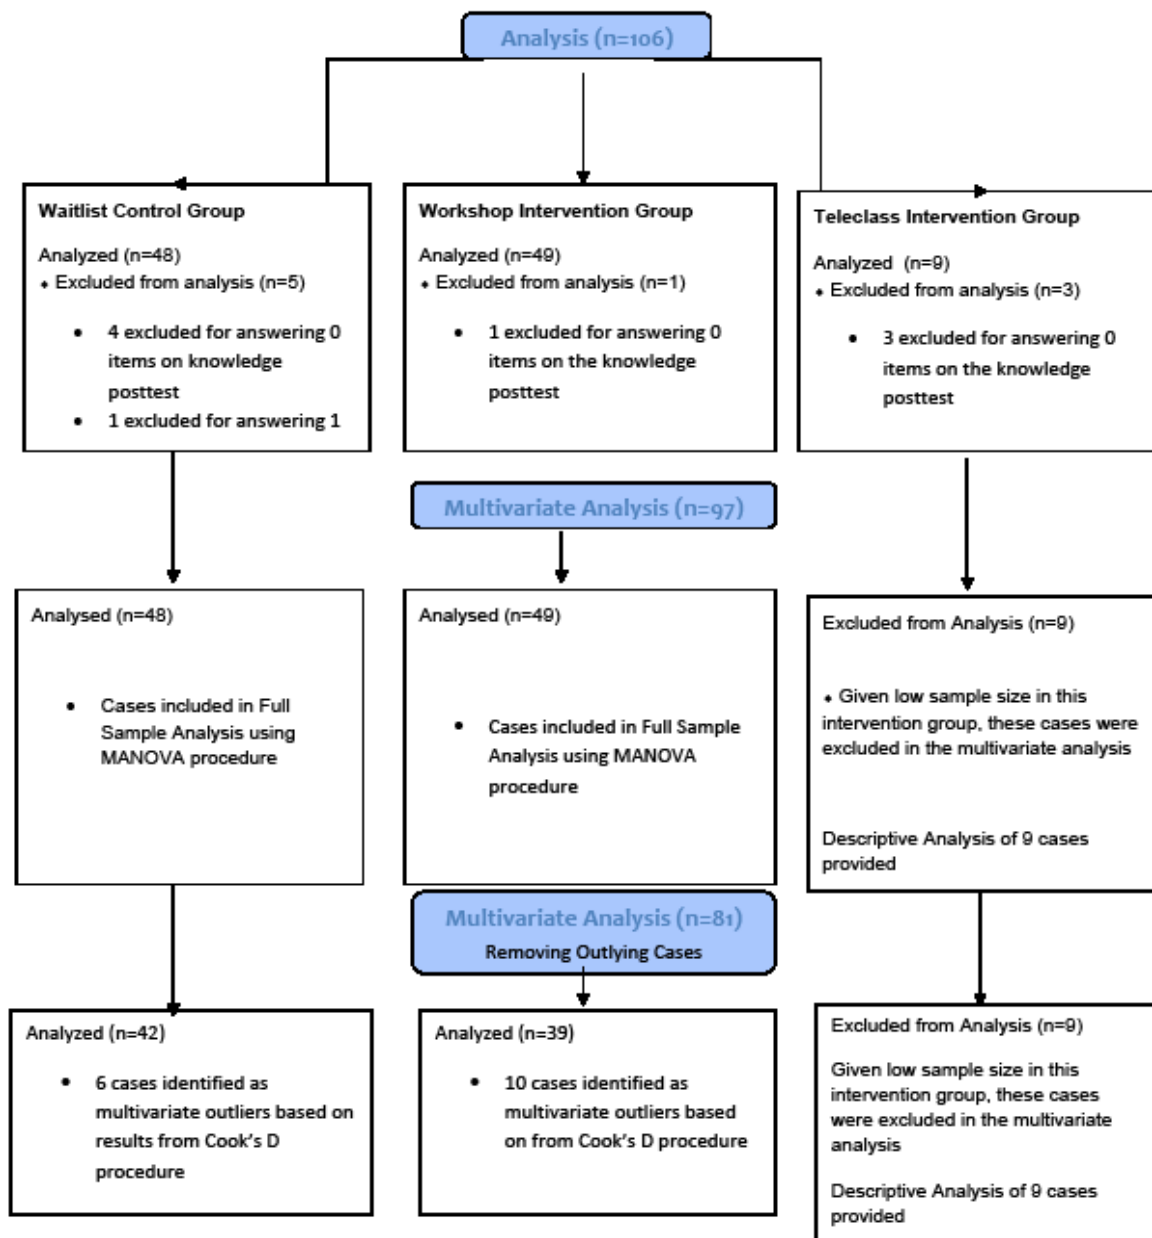 Analysis (n=106)
Waitlist Control Group
Analyzed (n=48)
• Excluded from analysis (n=5)
• 4 excluded for answering 0
items on knowledge
posttest
• 1 excluded for answering 1
Workshop Intervention Group
Analyzed (n=49)
• Excluded from analysis (n=1)
• 1 excluded for answering 0
items on the knowledge
posttest
Teleclass Intervention Group
Analyzed (n=9)
• Excluded from analysis (n=3)
• 3 excluded for answering 0
items on the knowledge
posttest
Multivariate Analysis (n=97)
Analysed (n=48)
• Cases included in Full
Sample Analysis using
MANOVA procedure
Analysed (n=49)
• Cases included in Full Sample
Analysis using MANOVA
procedure
Excluded from Analysis (n=9)
• Given low sample size in this
intervention group, these cases were
excluded in the multivariate analysis
Descriptive Analysis of 9 cases
provided
Multivariate Analysis (n=81)
Removing Outlying Cases
Analyzed (n=42)
• 6 cases identified as
multivariate outliers based on
results from Cook's D
procedure
Analyzed (n=39)
• 10 cases identified as
multivariate outliers based
on from Cook's D procedure
Excluded from Analysis (n=9)
Given low sample size in this
intervention group, these cases
were excluded in the multivariate
analysis
Descriptive Analysis of 9 cases
provided